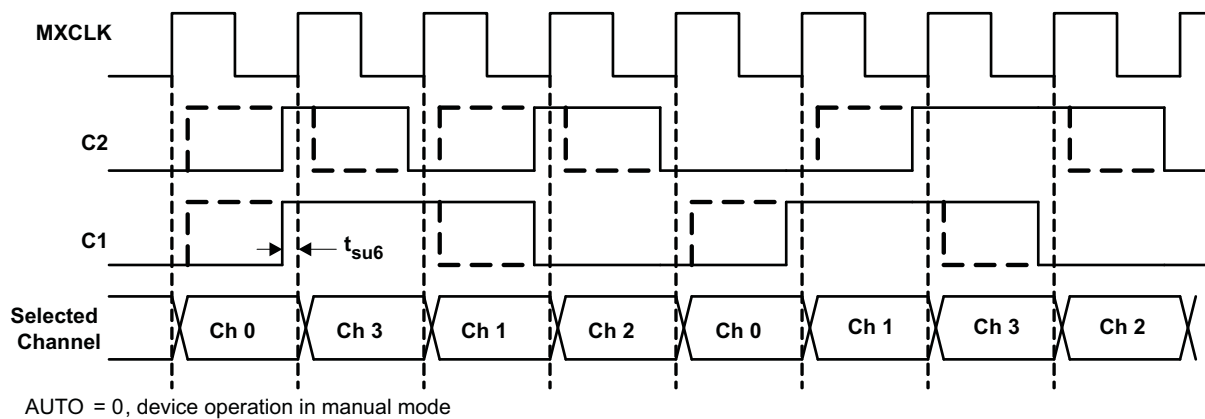 MXCLK
C2
C1
tsu6
Selected
Channel
Ch 0
Ch 3
Ch 1
Ch 2
Ch 0
Ch 1
Ch 3
Ch 2
AUTO = 0, device operation in manual mode